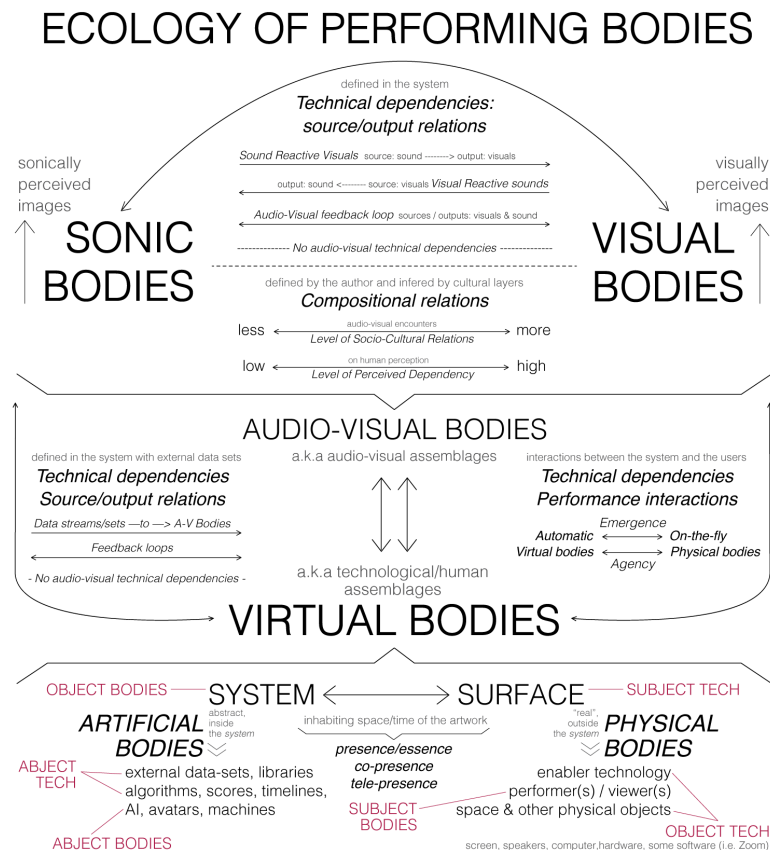 ECOLOGY OF PERFORMING BODIES
defined in the system
Technical dependencies:
source/output relations
Sound Reactive Visuals source: sound --------> output: visuals
output: sound <-------- source: visuals Visual Reactive sounds
Audio-Visual feedback loop sources / outputs: visuals & sound
-------------- No audio-visual technical dependencies --------------
sonically
perceived
images
visually
perceived
images
SONIC
BODIES
VISUAL
BODIES
defined by the author and infered by cultural layers
Compositional relations
less
audio-visual encounters
Level of Socio-Cultural Relations
more
low
on human perception
Level of Perceived Dependency
high
AUDIO-VISUAL BODIES
a.k.a audio-visual assemblages
defined in the system with external data sets
Technical dependencies
Source/output relations
Data streams/sets —to —> A-V Bodies
Feedback loops
- No audio-visual technical dependencies -
interactions between the system and the users
Technical dependencies
Performance interactions
Emergence
Automatic
On-the-fly
Virtual bodies
Physical bodies
Agency
a.k.a technological/human
assemblages
VIRTUAL BODIES
OBJECT BODIES
SYSTEM
SURFACE
SUBJECT TECH
ARTIFICIAL
BODIES
abstract,
inside
the system
inhabiting space/time of the artwork
"real",
outside
the system
PHYSICAL
BODIES
presence/essence
co-presence
tele-presence
ABJECT
TECH
external data-sets, libraries
algorithms, scores, timelines,
AI, avatars, machines
ABJECT BODIES
SUBJECT
BODIES
enabler technology
performer(s) / viewer(s)
space & other physical objects
OBJECT TECH
screen, speakers, computer,hardware, some software (i.e. Zoom)